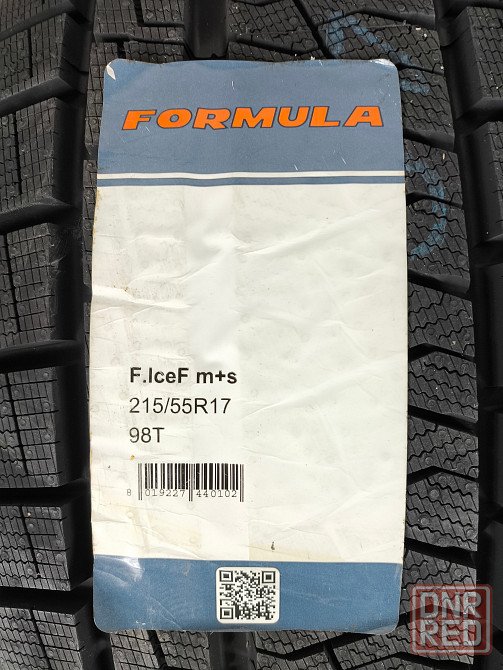 FORMULA
F.IceF m+s
215/55R17
98T
8 019227 440102
DNR
RED